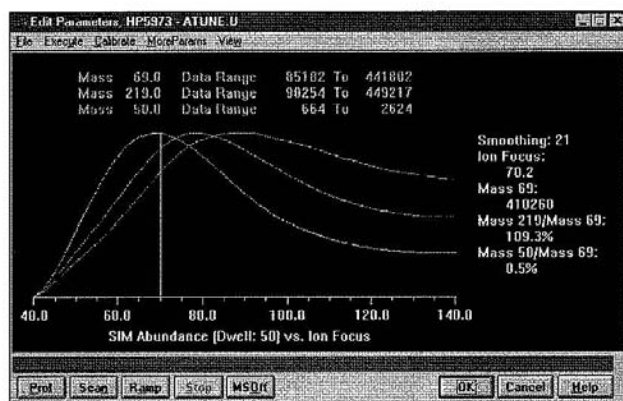 Edit Parameters, HP5973 - ATUNE.U
File Execute Calibrate MoreParams View
Mass 69.0 Data Range 85182 To 441802
Mass 219.0 Data Range 90254 To 449217
Mass 50.0 Data Range 664 To 2624
Smoothing: 21
Ion Focus:
70.2
Mass 69:
410260
Mass 219/Mass 69:
109.3%
Mass 50/Mass 69:
0.5%
40.0 60.0 80.0 100.0 120.0 140.0
SIM Abundance (Dwell: 50) vs. Ion Focus
Prof Scan Ramp Stop MSDlt OK Cancel Help